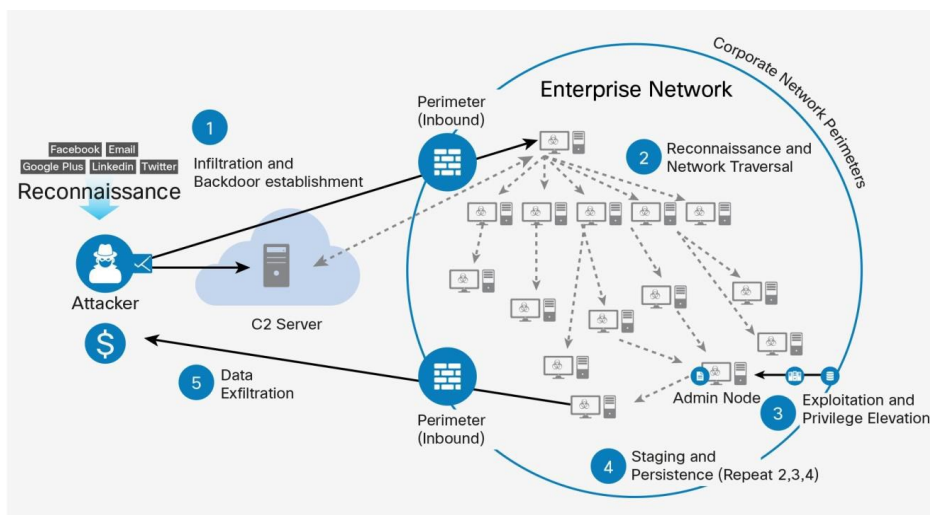 Corporate Network Perimeters
Enterprise Network
Perimeter
(Inbound)
1
Infiltration and
Backdoor establishment
Facebook Email
Google Plus Linkedin Twitter
Reconnaissance
2
Reconnaissance and
Network Traversal
Attacker
C2 Server
$
5
Data
Exfiltration
Perimeter
(Inbound)
Admin Node
3
Exploitation and
Privilege Elevation
4
Staging and
Persistence (Repeat 2,3,4)